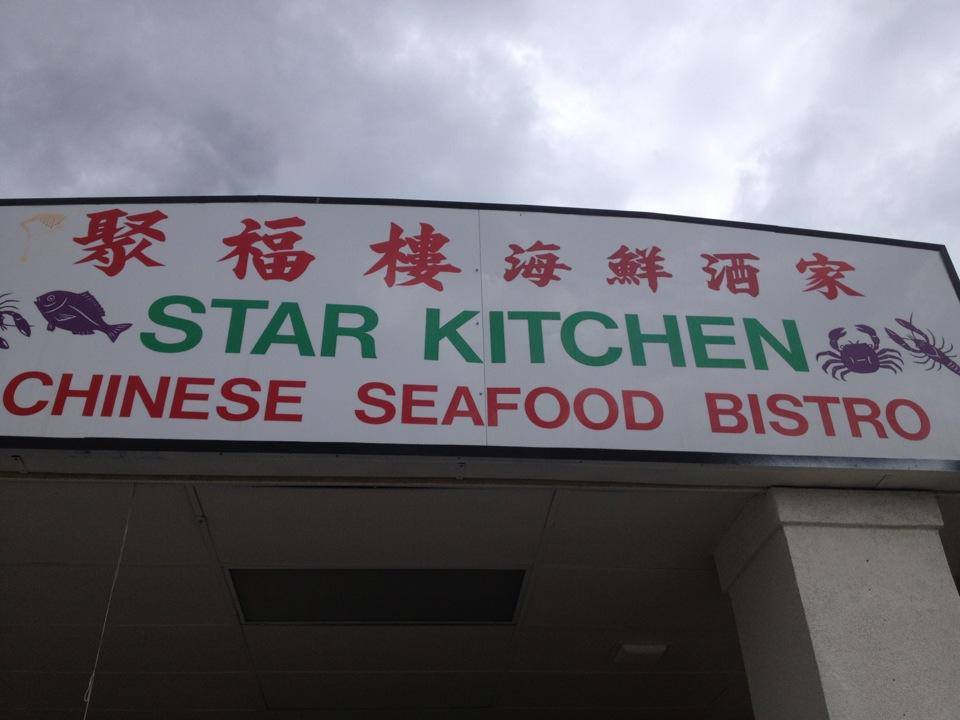 聚福樓海鮮酒家
STAR KITCHEN
CHINESE SEAFOOD BISTRO